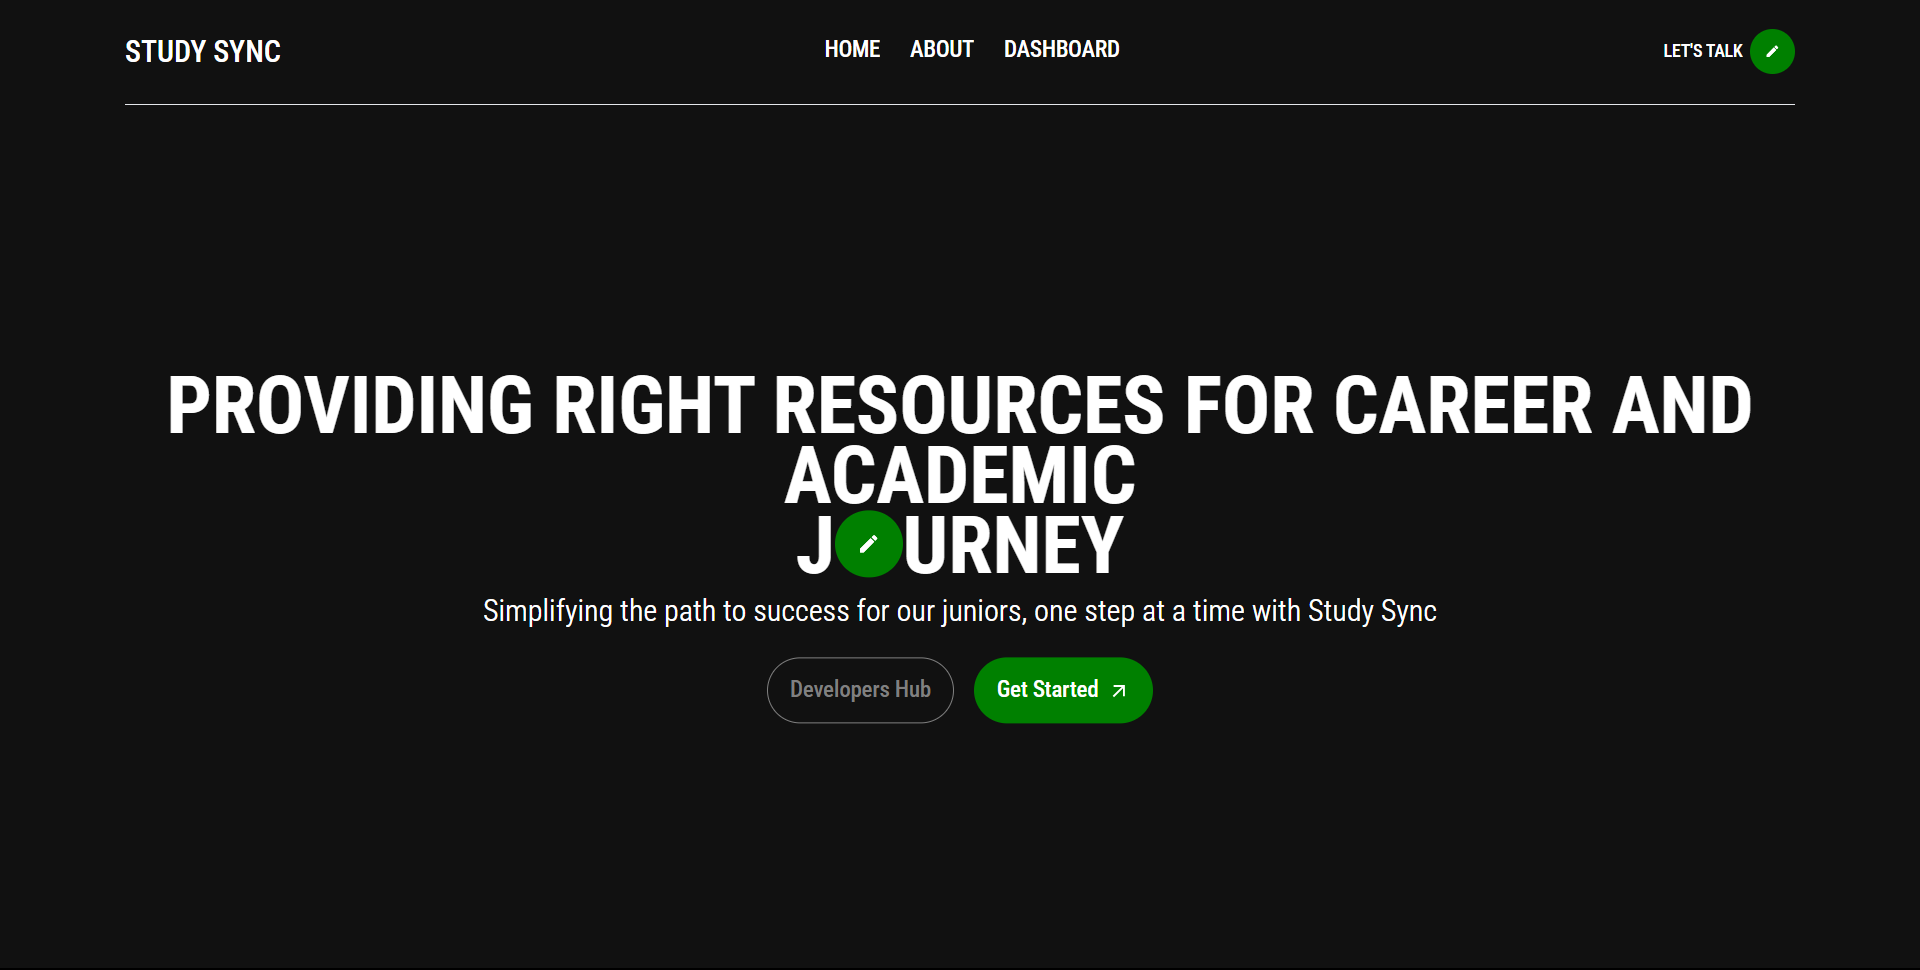 STUDY SYNC
HOME ABOUT DASHBOARD
LET'S TALK
PROVIDING RIGHT RESOURCES FOR CAREER AND
ACADEMIC
J URNEY
Simplifying the path to success for our juniors, one step at a time with Study Sync
Developers Hub
Get Started